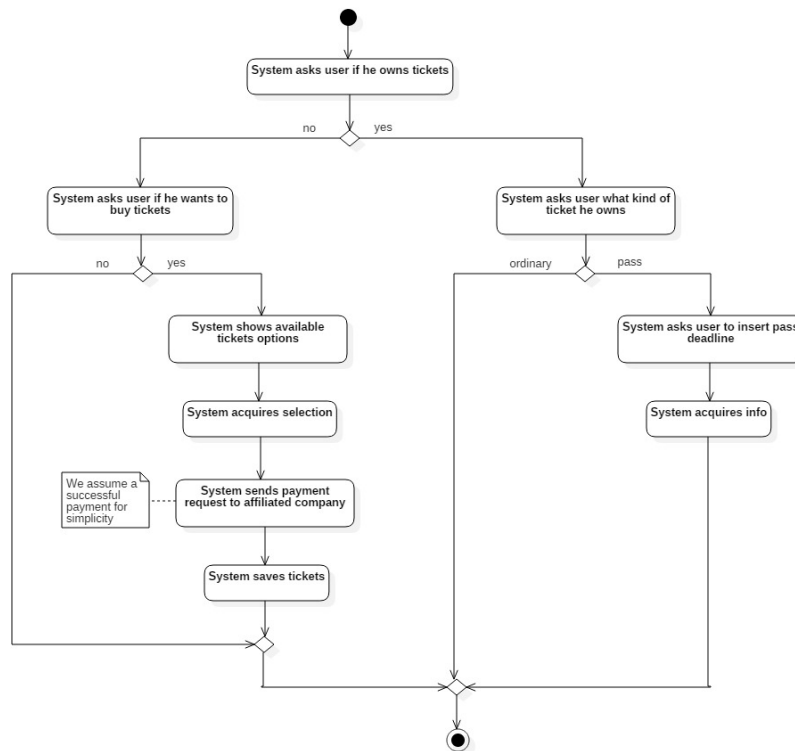 System asks user if he owns tickets
no
yes
System asks user if he wants to
buy tickets
System asks user what kind of
ticket he owns
no
yes
ordinary
pass
System shows available
tickets options
System asks user to insert pass
deadline
System acquires selection
System acquires info
We assume a
successful
payment for
simplicity
System sends payment
request to affiliated company
System saves tickets